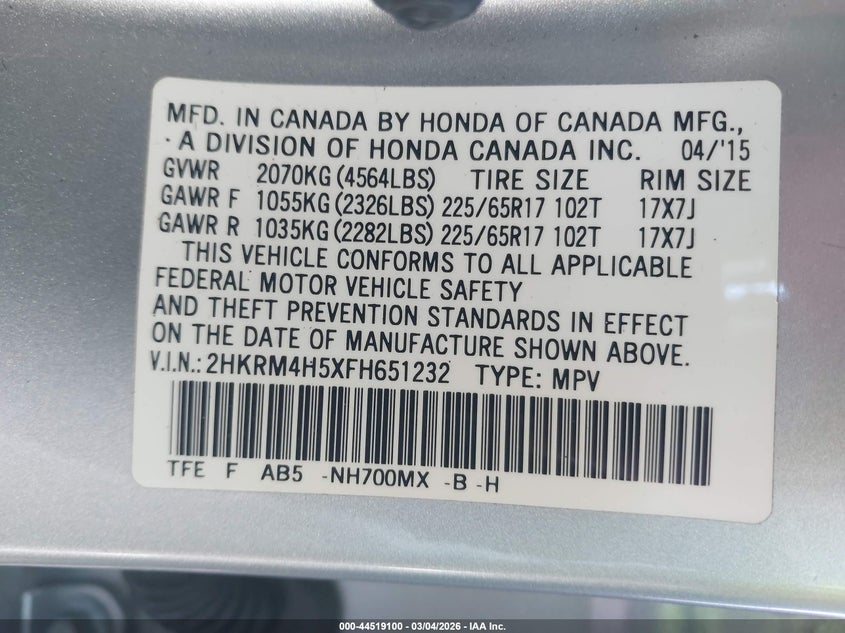 MFD. IN CANADA BY HONDA OF CANADA MFG.,
A DIVISION OF HONDA CANADA INC. 04/'15
GVWR 2070KG (4564LBS) TIRE SIZE RIM SIZE
GAWR F 1055KG (2326LBS) 225/65R17 102T 17X7J
GAWR R 1035KG (2282LBS) 225/65R17 102T 17X7J
THIS VEHICLE CONFORMS TO ALL APPLICABLE
FEDERAL MOTOR VEHICLE SAFETY
AND THEFT PREVENTION STANDARDS IN EFFECT
ON THE DATE OF MANUFACTURE SHOWN ABOVE.
V.I.N.: 2HKRM4H5XFH651232 TYPE: MPV
TFE F AB5 -NH700MX -B -H
000-44519100 — 03/04/2026 — IAA Inc.